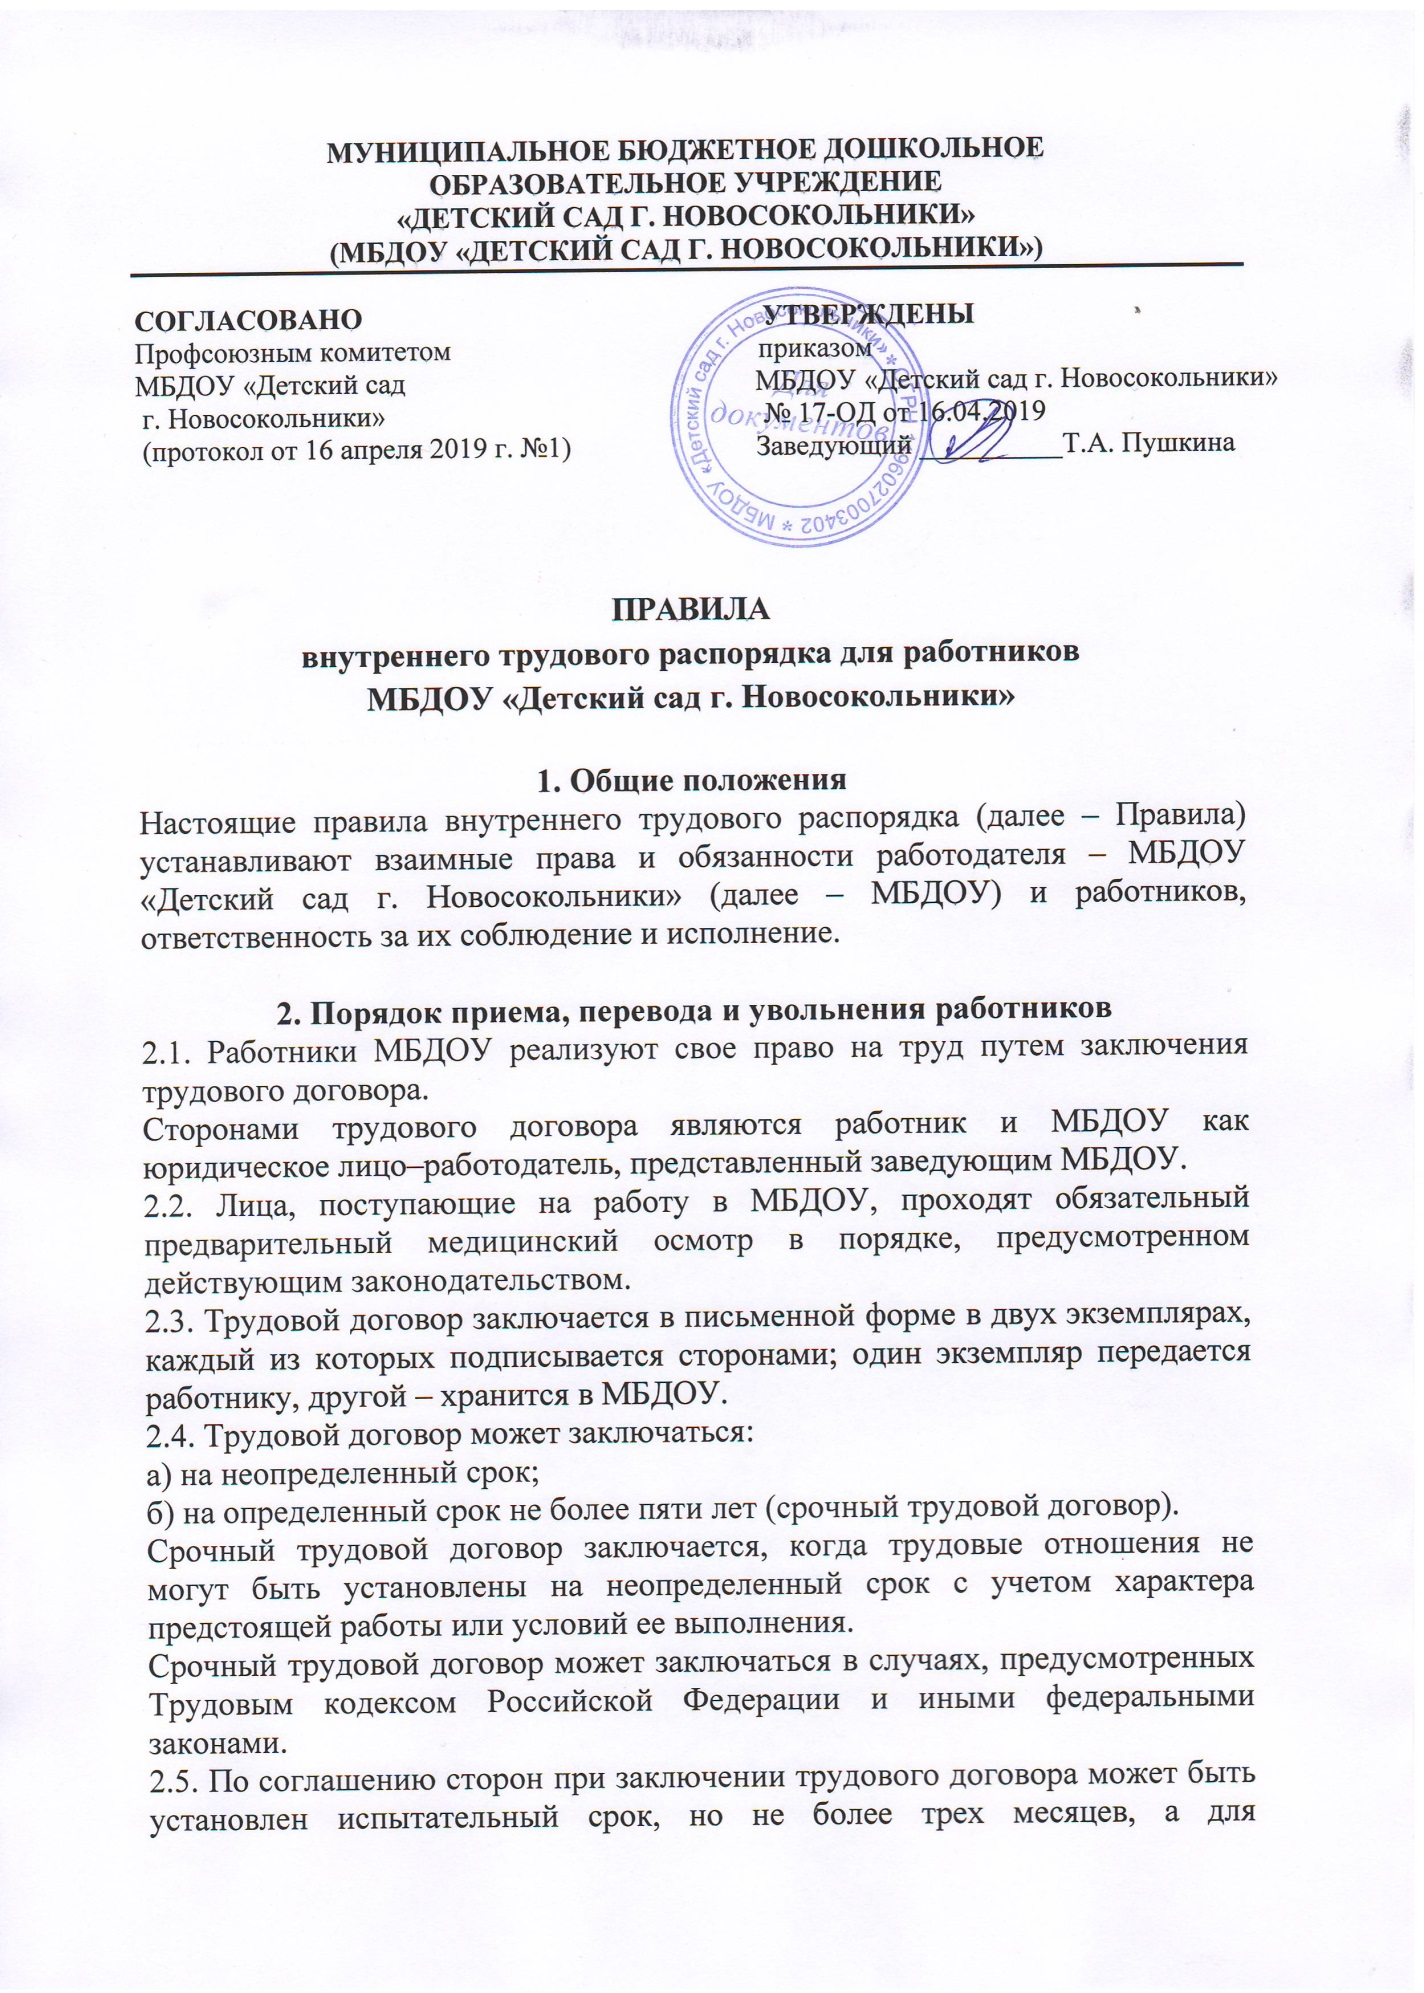 МУНИЦИПАЛЬНОЕ БЮДЖЕТНОЕ ДОШКОЛЬНОЕ
ОБРАЗОВАТЕЛЬНОЕ УЧРЕЖДЕНИЕ
«ДЕТСКИЙ САД Г. НОВОСОКОЛЬНИКИ»
(МБДОУ «ДЕТСКИЙ САД Г. НОВОСОКОЛЬНИКИ»)
СОГЛАСОВАНО
Профсоюзным комитетом
МБДОУ «Детский сад
г. Новосокольники»
(протокол от 16 апреля 2019 г. №1)
УТВЕРЖДЕНЫ
приказом
МБДОУ «Детский сад г. Новосокольники»
№ 17-ОД от 16.04.2019
Заведующий __________Т.А. Пушкина
МБДОУ «Детский сад г. Новосокольники» * ОГРН
* 
Для
документов
ПРАВИЛА
внутреннего трудового распорядка для работников
МБДОУ «Детский сад г. Новосокольники»
1. Общие положения
Настоящие правила внутреннего трудового распорядка (далее – Правила)
устанавливают взаимные права и обязанности работодателя – МБДОУ
«Детский сад г. Новосокольники» (далее – МБДОУ) и работников,
ответственность за их соблюдение и исполнение.
2. Порядок приема, перевода и увольнения работников
2.1. Работники МБДОУ реализуют свое право на труд путем заключения
трудового договора.
Сторонами трудового договора являются работник и МБДОУ как
юридическое лицо–работодатель, представленный заведующим МБДОУ.
2.2. Лица, поступающие на работу в МБДОУ, проходят обязательный
предварительный медицинский осмотр в порядке, предусмотренном
действующим законодательством.
2.3. Трудовой договор заключается в письменной форме в двух экземплярах,
каждый из которых подписывается сторонами; один экземпляр передается
работнику, другой – хранится в МБДОУ.
2.4. Трудовой договор может заключаться:
а) на неопределенный срок;
б) на определенный срок не более пяти лет (срочный трудовой договор).
Срочный трудовой договор заключается, когда трудовые отношения не
могут быть установлены на неопределенный срок с учетом характера
предстоящей работы или условий ее выполнения.
Срочный трудовой договор может заключаться в случаях, предусмотренных
Трудовым кодексом Российской Федерации и иными федеральными
законами.
2.5. По соглашению сторон при заключении трудового договора может быть
установлен испытательный срок, но не более трех месяцев, а для